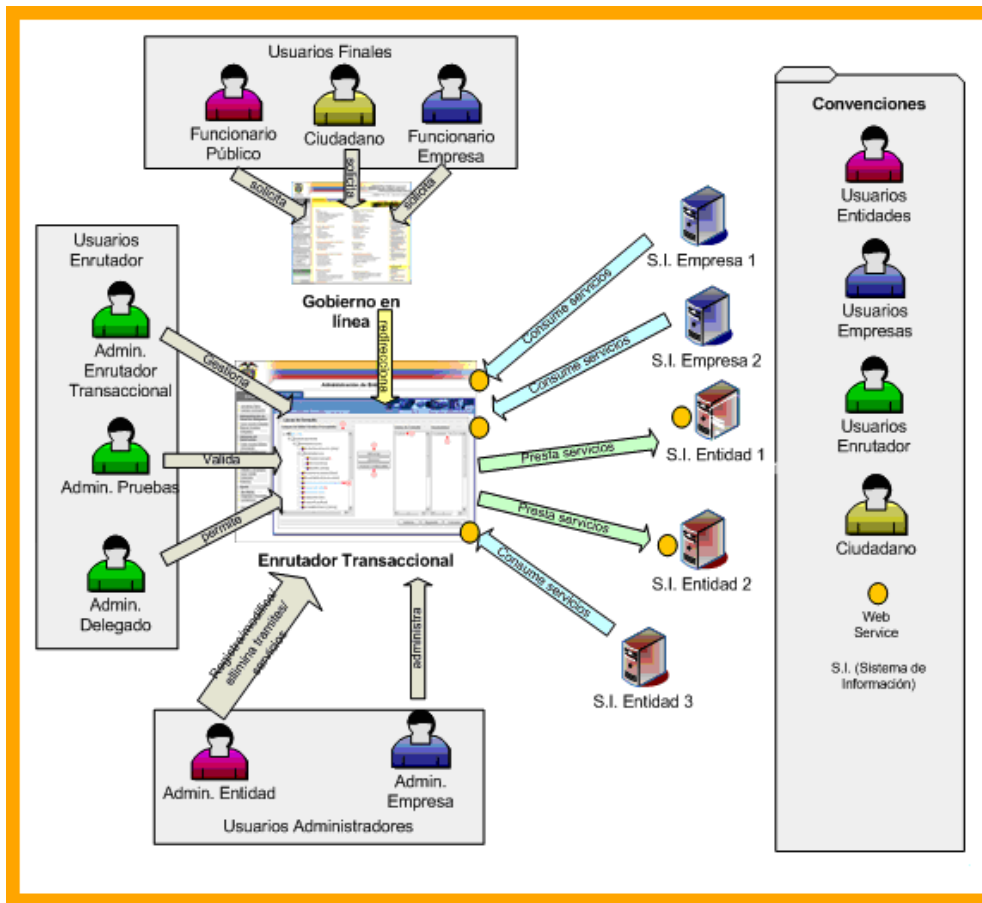 Usuarios Finales
Funcionario
Público
Ciudadano
Funcionario
Empresa
solicita
solicita
solicita
Gobierno en
línea
redirecciona
Usuarios
Enrutador
Admin.
Enrutador
Transaccional
Admin. Pruebas
Admin.
Delegado
Gestiona
Valida
permite
Enrutador Transaccional
Registra/modifica/
elimina tramites/
servicios
administra
Admin. Entidad
Admin.
Empresa
Usuarios Administradores
S.I. Empresa 1
Consume servicios
S.I. Empresa 2
Consume servicios
S.I. Entidad 1
Presta servicios
S.I. Entidad 2
Presta servicios
S.I. Entidad 3
Consume servicios
Convenciones
Usuarios
Entidades
Usuarios
Empresas
Usuarios
Enrutador
Ciudadano
Web
Service
S.I. (Sistema de
Información)